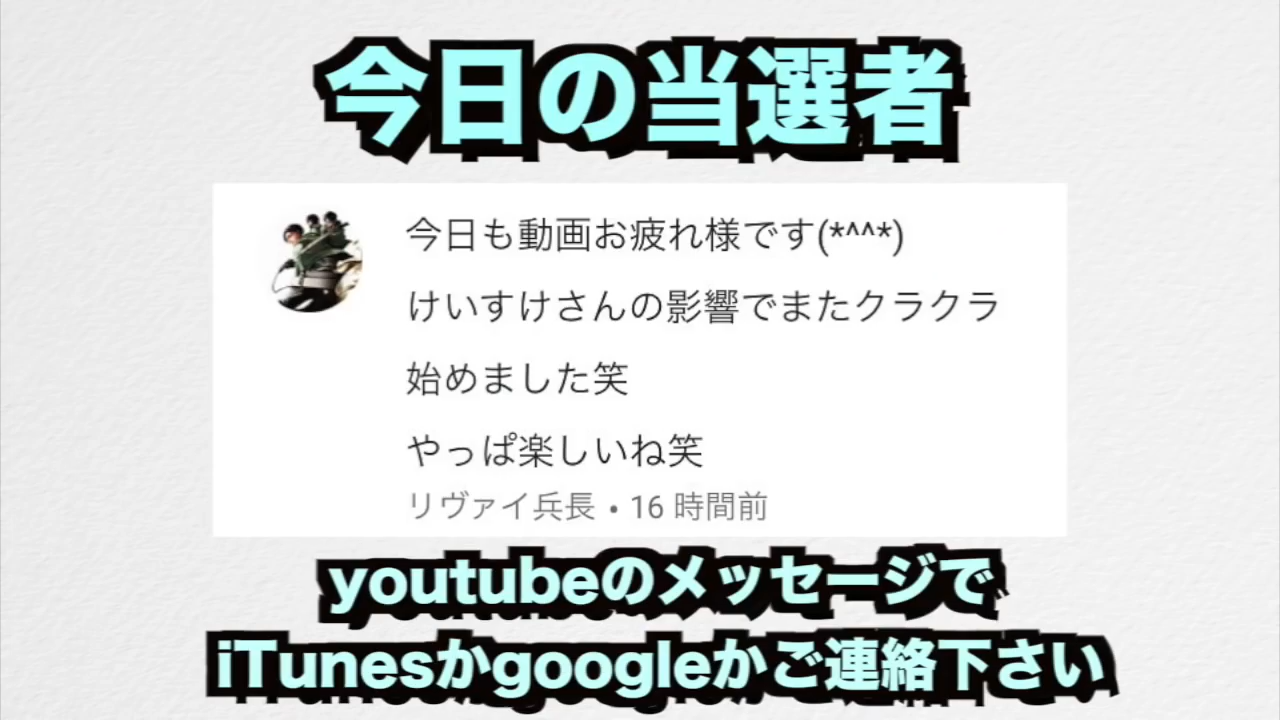 今日の当選者
今日も動画お疲れ様です(*^^*)
けいすけさんの影響でまたクラクラ
始めました笑
やっぱ楽しいね笑
リヴァイ兵長 • 16 時間前
youtubeのメッセージで
iTunesかgoogleかご連絡下さい